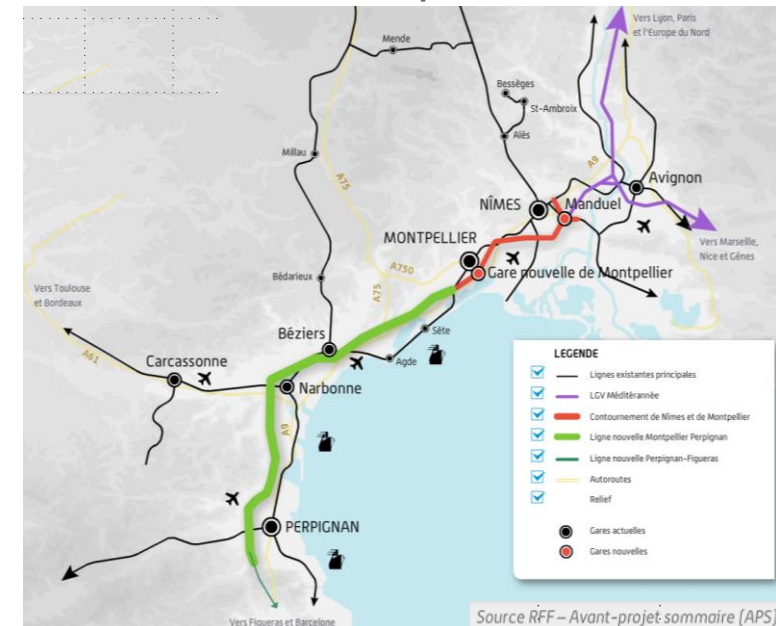 Vers Lyon, Paris
et l'Europe du Nord
Mende
Bessèges
St-Ambroix
Alès
Millau
A75
A9
Avignon
NÎMES
Manduel
MONTPELLIER
Vers Marseille,
Nice et Gênes
A750
Gare nouvelle de Montpellier
Bédarieux
A75
Vers Toulouse
et Bordeaux
Sète
Béziers
Agde
A61
Carcassonne
Narbonne
A9
PERPIGNAN
Vers Figueras et Barcelone
LEGENDE
Lignes existantes principales
LGV Méditérrannée
Contournement de Nîmes et de Montpellier
Ligne nouvelle Montpellier Perpignan
Ligne nouvelle Perpignan-Figueras
Autoroutes
Relief
Gares actuelles
Gares nouvelles
Source RFF – Avant-projet sommaire (APS)